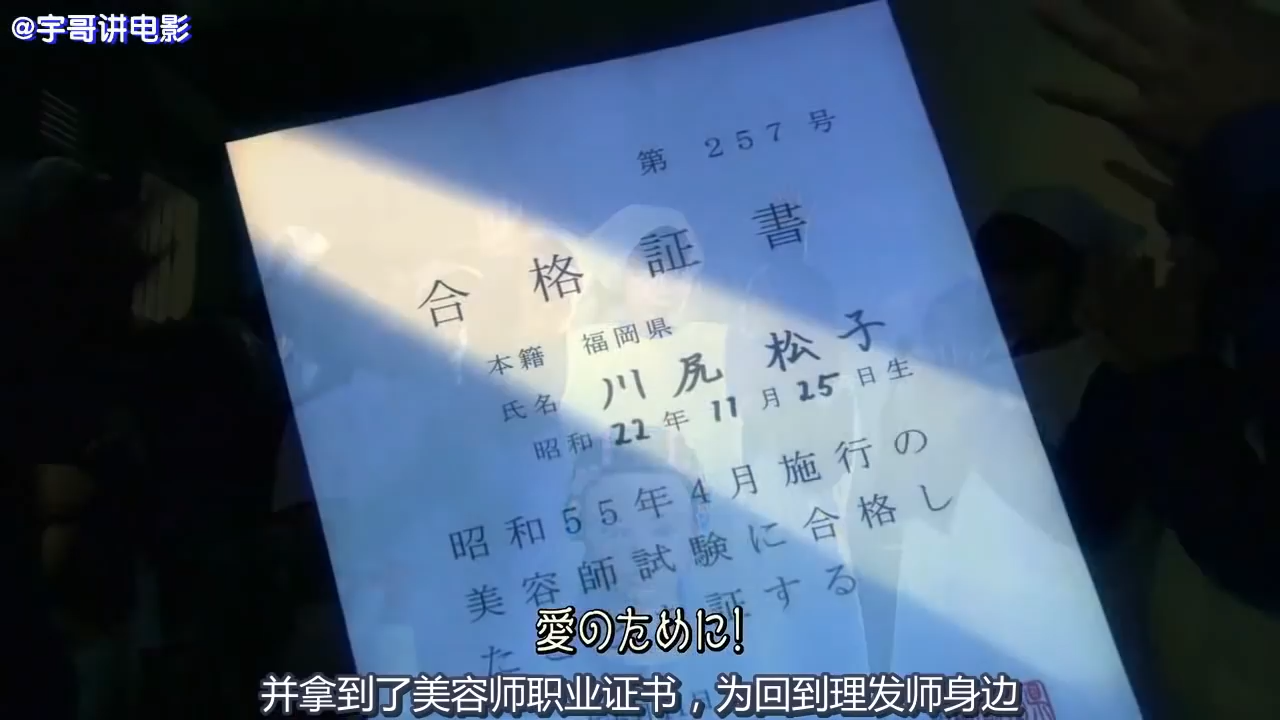 @宇哥讲电影
第 257 号
合格証書
本籍 福岡県
氏名 川尻 松子
昭和 22 年 11 月 25 日生
昭和55年4月施行の
美容師試験に合格し
証する
愛のために!
并拿到了美容师职业证书，为回到理发师身边